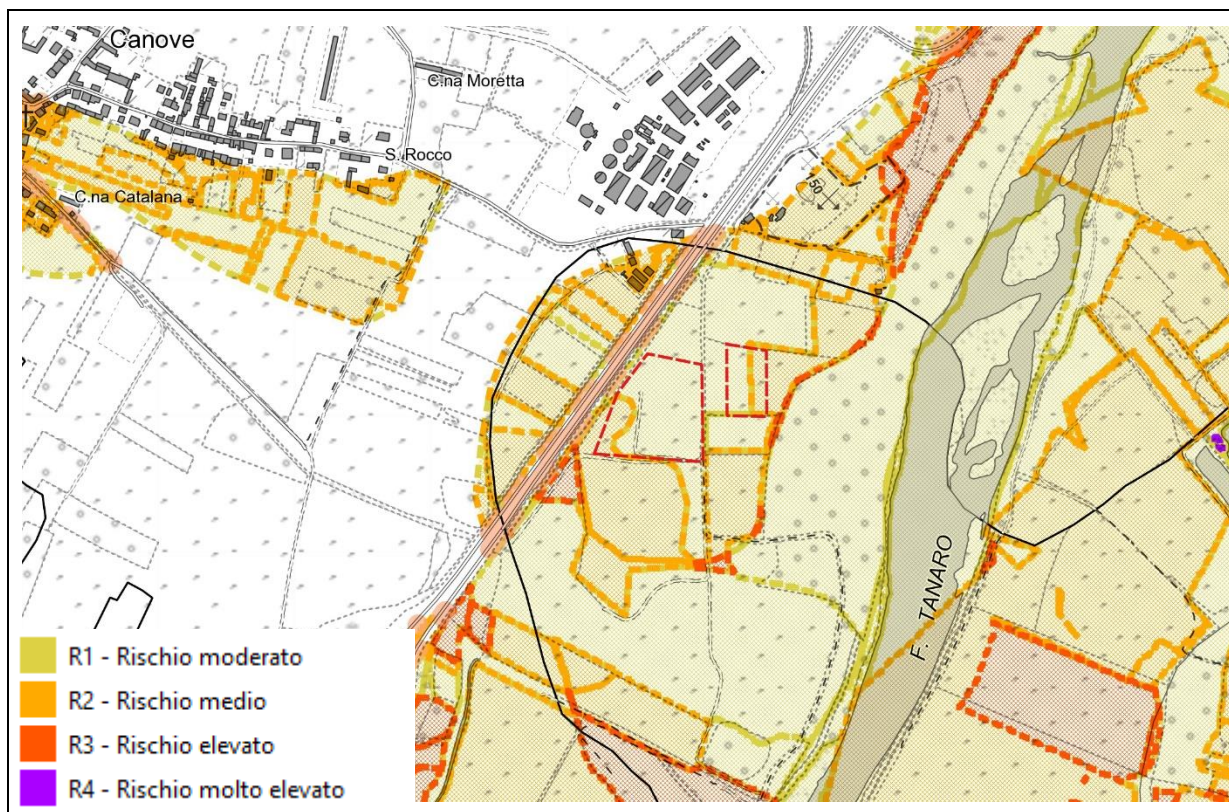 Canove
C.na Moretta
S. Rocco
C.na Catalana
50
F. TANARO
R1 - Rischio moderato
R2 - Rischio medio
R3 - Rischio elevato
R4 - Rischio molto elevato